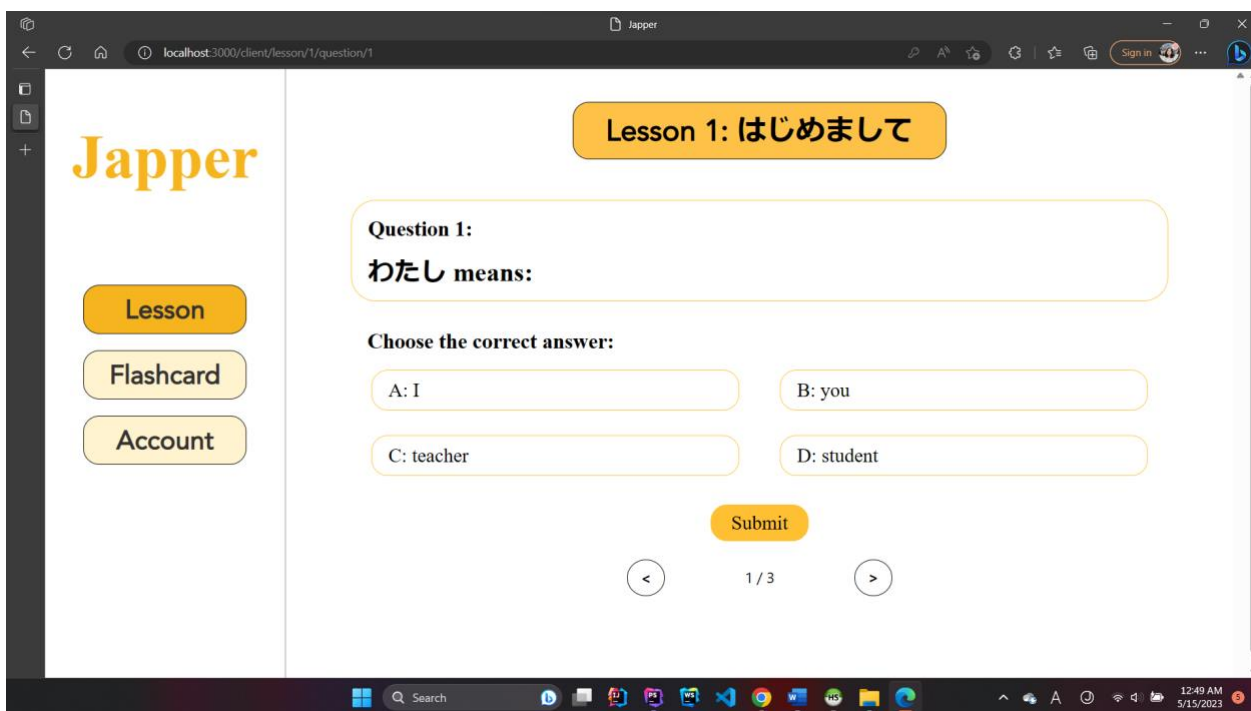 Japper
localhost:3000/client/lesson/1/question/1
Sign in
Japper
Lesson
Flashcard
Account
Lesson 1: はじめまして
Question 1:
わたし means:
Choose the correct answer:
A: I
B: you
C: teacher
D: student
Submit
<
1 / 3
>
Search
12:49 AM
5/15/2023
5